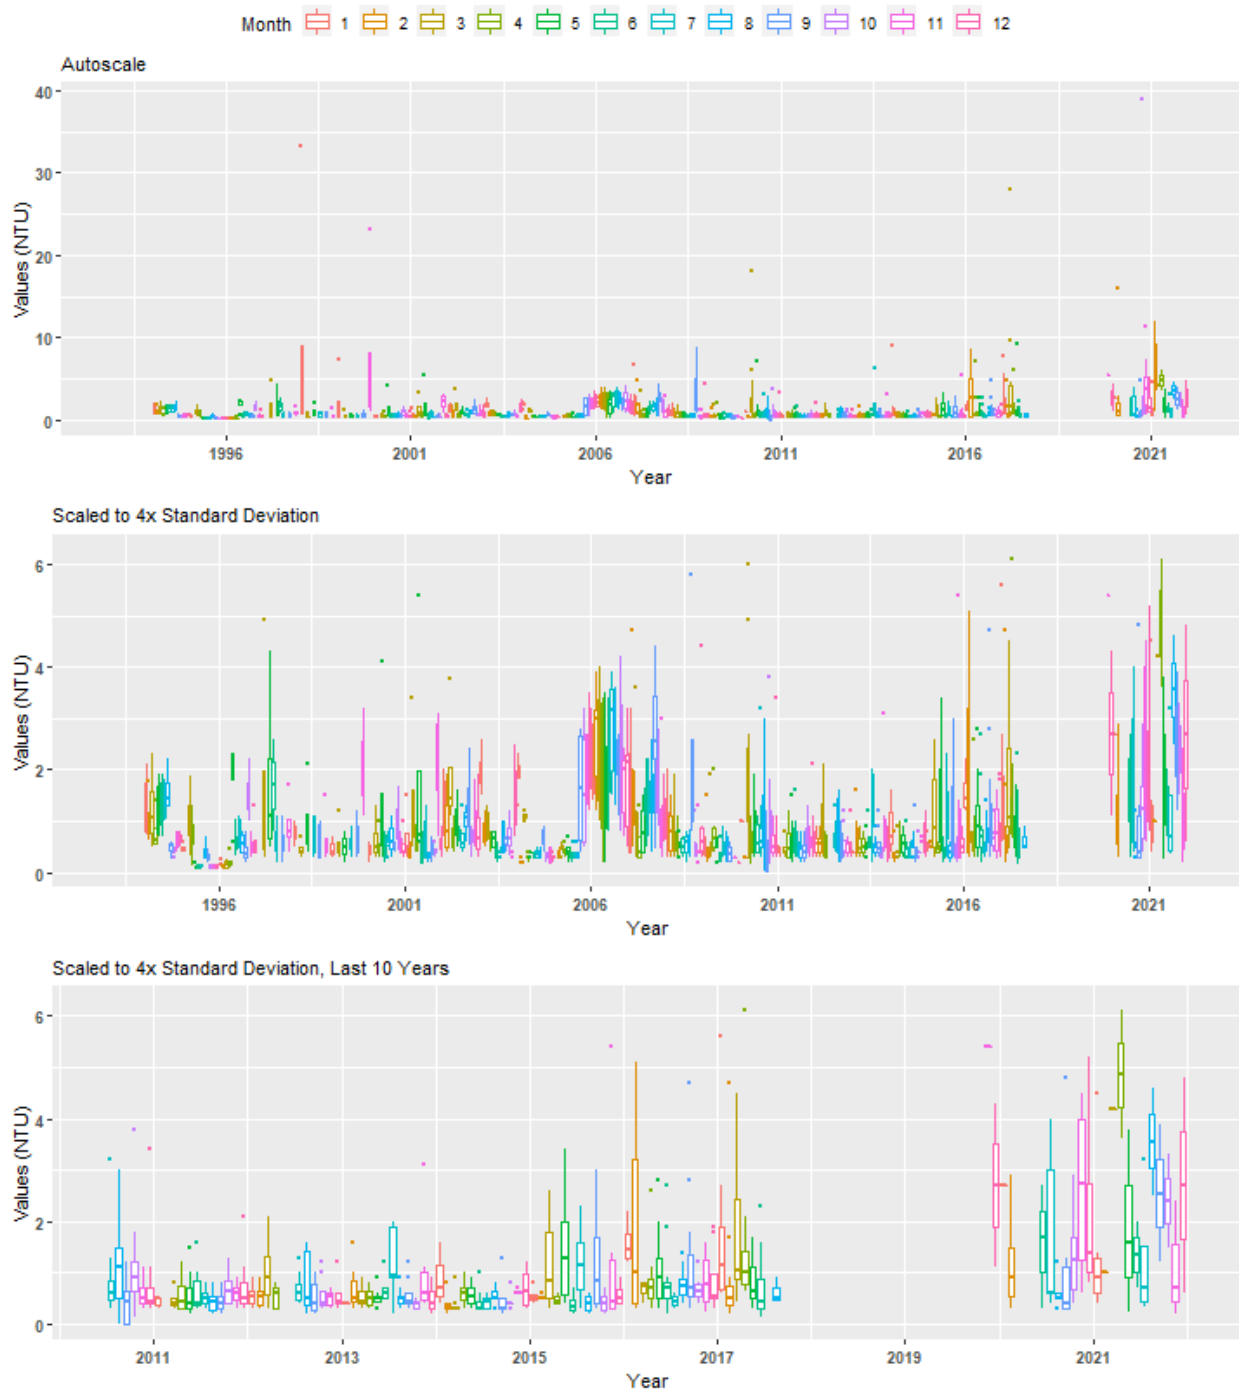 Month 1 2 3 4 5 6 7 8 9 10 11 12
Autoscale
Values (NTU)
40
30
20
10
0
1996 2001 2006 2011 2016 2021
Year
Scaled to 4x Standard Deviation
Values (NTU)
6
4
2
0
1996 2001 2006 2011 2016 2021
Year
Scaled to 4x Standard Deviation, Last 10 Years
Values (NTU)
6
4
2
0
2011 2013 2015 2017 2019 2021
Year